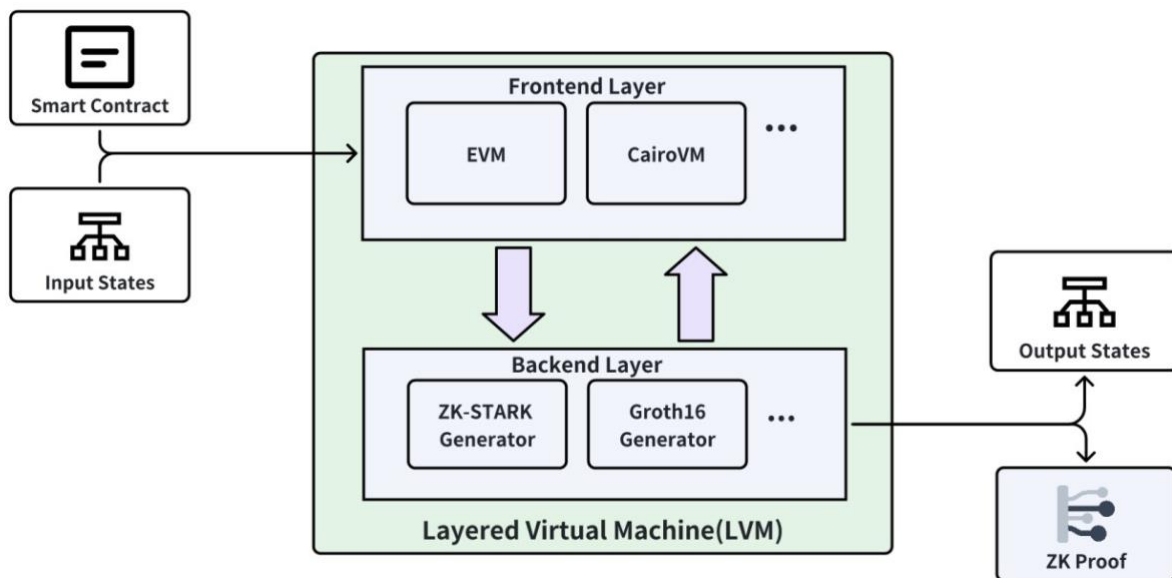 Smart Contract
Input States
Frontend Layer
EVM
CairoVM
...
Backend Layer
ZK-STARK
Generator
Groth16
Generator
...
Layered Virtual Machine(LVM)
Output States
ZK Proof